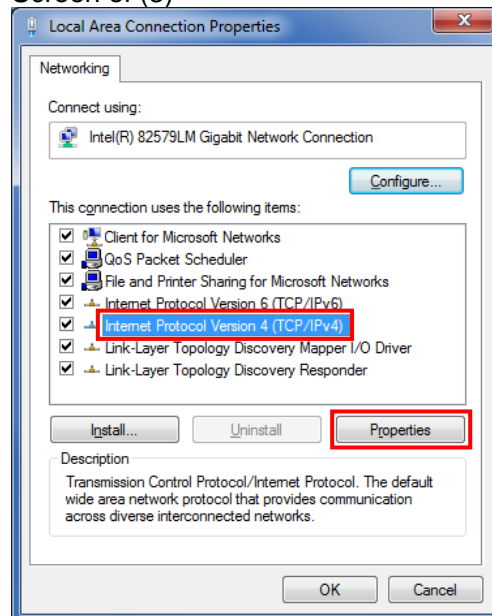 Local Area Connection Properties
Networking
Connect using:
Intel(R) 82579LM Gigabit Network Connection
Configure...
This connection uses the following items:
Client for Microsoft Networks
QoS Packet Scheduler
File and Printer Sharing for Microsoft Networks
Internet Protocol Version 6 (TCP/IPv6)
Internet Protocol Version 4 (TCP/IPv4)
Link-Layer Topology Discovery Mapper I/O Driver
Link-Layer Topology Discovery Responder
Install... Uninstall Properties
Description
Transmission Control Protocol/Internet Protocol. The default
wide area network protocol that provides communication
across diverse interconnected networks.
OK Cancel